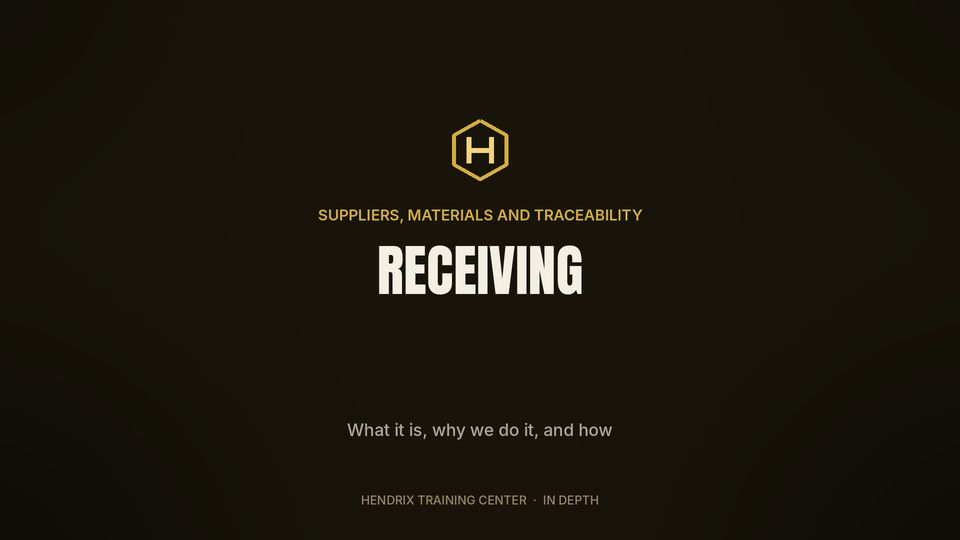 H
SUPPLIERS, MATERIALS AND TRACEABILITY
RECEIVING
What it is, why we do it, and how
HENDRIX TRAINING CENTER · IN DEPTH